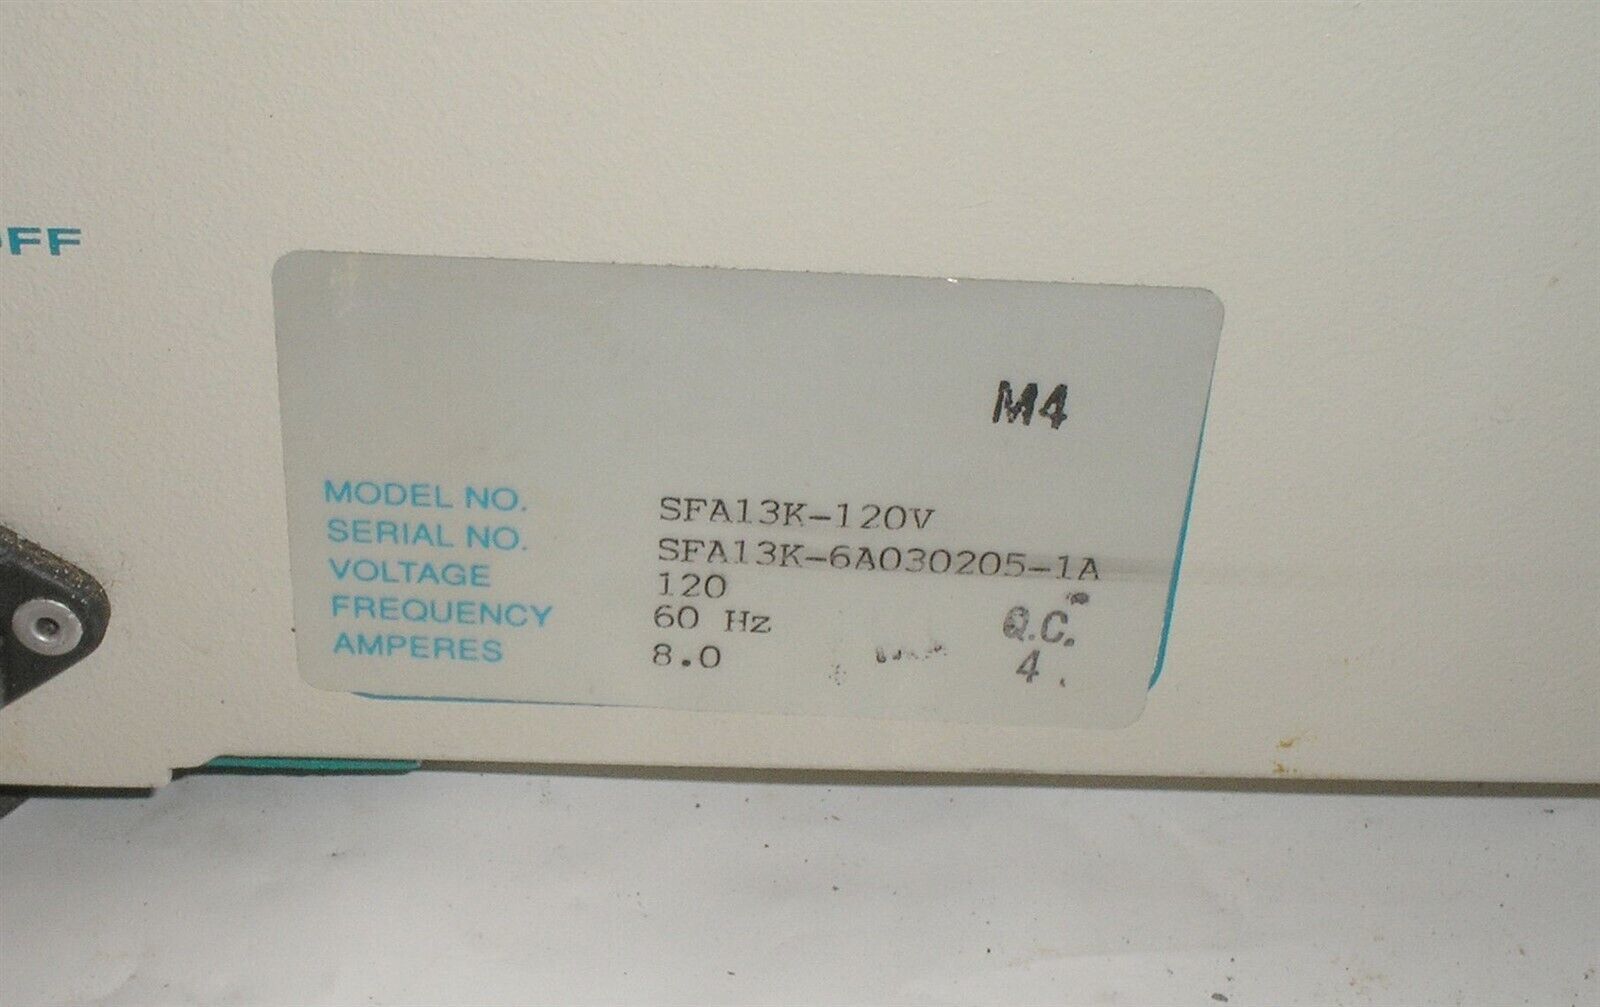 OFF
M4
MODEL NO. SFA13K-120V
SERIAL NO. SFA13K-6A030205-1A
VOLTAGE 120
FREQUENCY 60 Hz
AMPERES 8.0
Q.C.
4